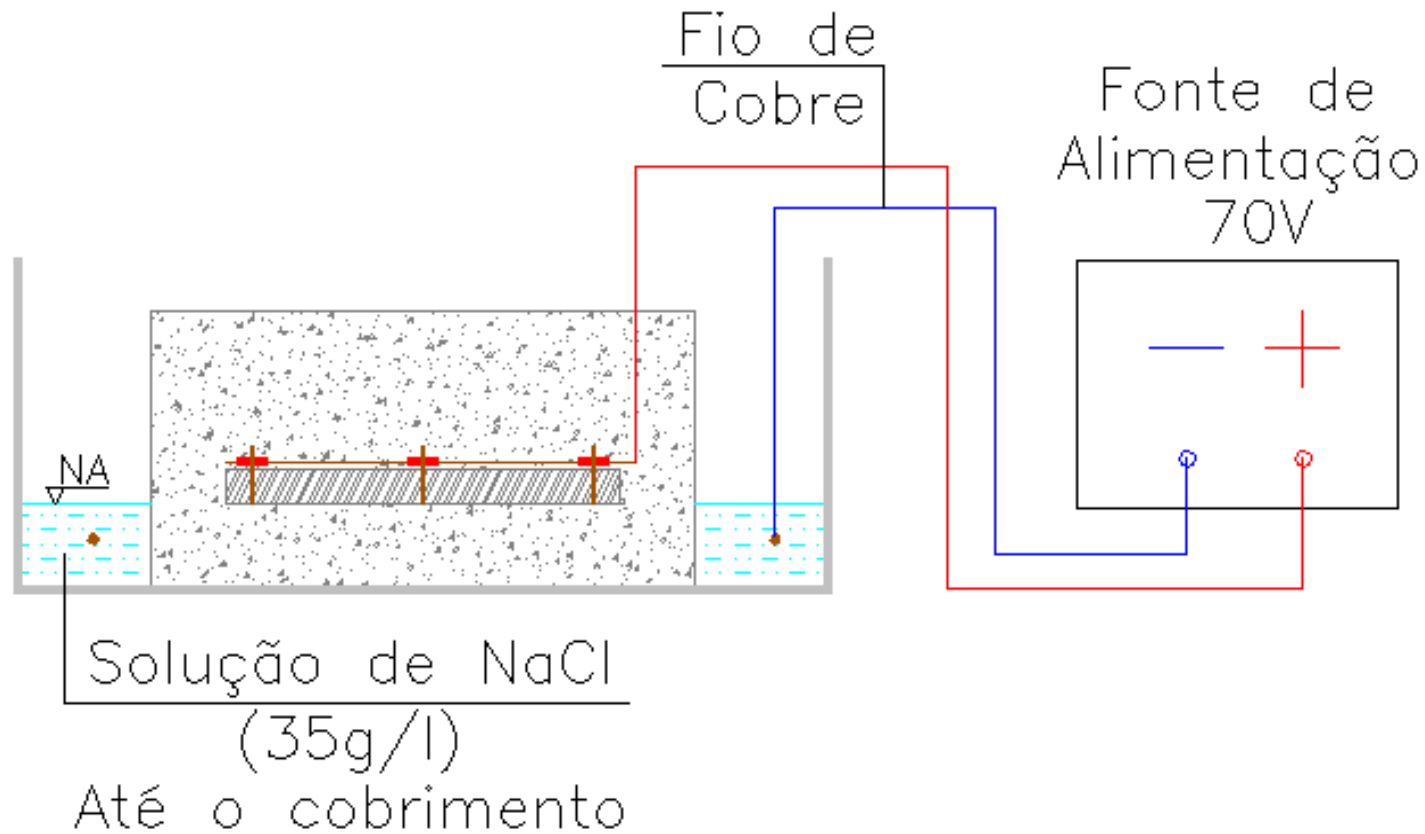 Fio de
Cobre
Fonte de
Alimentação
70V
NA
Solução de NaCl
(35g/l)
Até o cobrimento